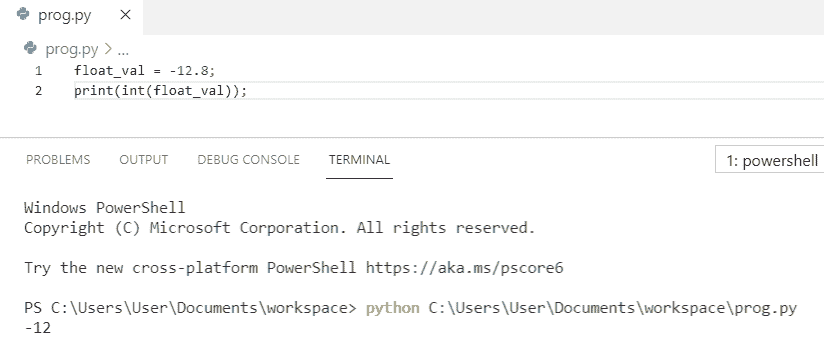 prog.py ×
prog.py > ...
1 float_val = -12.8;
2 print(int(float_val));
PROBLEMS OUTPUT DEBUG CONSOLE TERMINAL 1: powershell
Windows PowerShell
Copyright (C) Microsoft Corporation. All rights reserved.
Try the new cross-platform PowerShell https://aka.ms/pscore6
PS C:\Users\User\Documents\workspace> python C:\Users\User\Documents\workspace\prog.py
-12